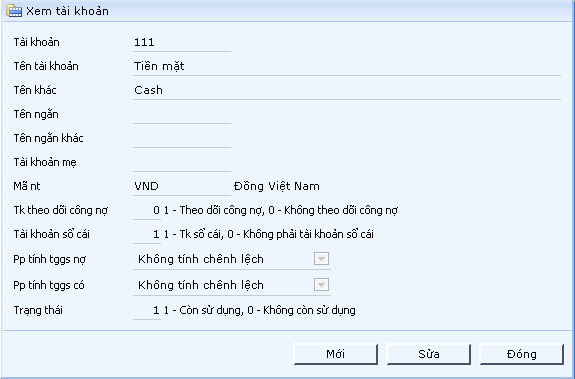 Xem tài khoản
Tài khoản 111
Tên tài khoản Tiền mặt
Tên khác Cash
Tên ngắn
Tên ngắn khác
Tài khoản mẹ
Mã nt VND Đồng Việt Nam
Tk theo dõi công nợ 0 1 - Theo dõi công nợ, 0 - Không theo dõi công nợ
Tài khoản sổ cái 1 1 - Tk sổ cái, 0 - Không phải tài khoản sổ cái
Pp tính tggs nợ Không tính chênh lệch
Pp tính tggs có Không tính chênh lệch
Trạng thái 1 1 - Còn sử dụng, 0 - Không còn sử dụng
Mới Sửa Đóng